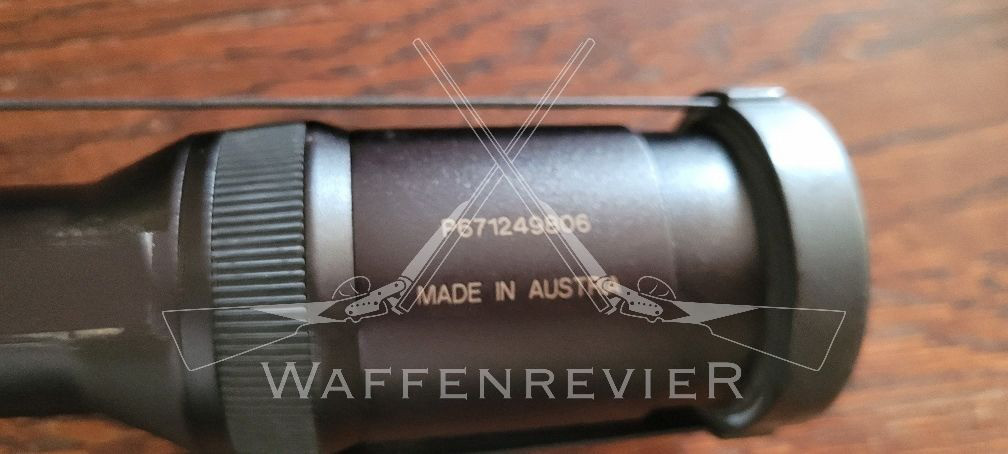 P671249806
MADE IN AUSTRIA
WAFFENREVIER